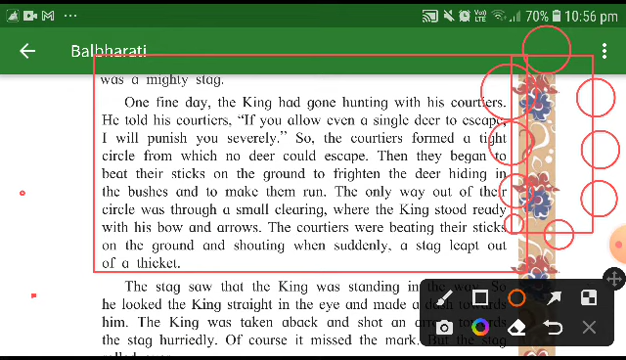 70% 10:56 pm
Balbharati
was a mighty stag.
One fine day, the King had gone hunting with his courtiers.
He told his courtiers, “If you allow even a single deer to escape,
I will punish you severely.” So, the courtiers formed a tight
circle from which no deer could escape. Then they began to
beat their sticks on the ground to frighten the deer hiding in
the bushes and to make them run. The only way out of their
circle was through a small clearing, where the King stood ready
with his bow and arrows. The courtiers were beating their sticks
on the ground and shouting when suddenly, a stag leapt out
of a thicket.
The stag saw that the King was standing in the way. So
he looked the King straight in the eye and made a dash towards
him. The King was taken aback and shot an arrow towards
the stag hurriedly. Of course it missed the mark. But the stag